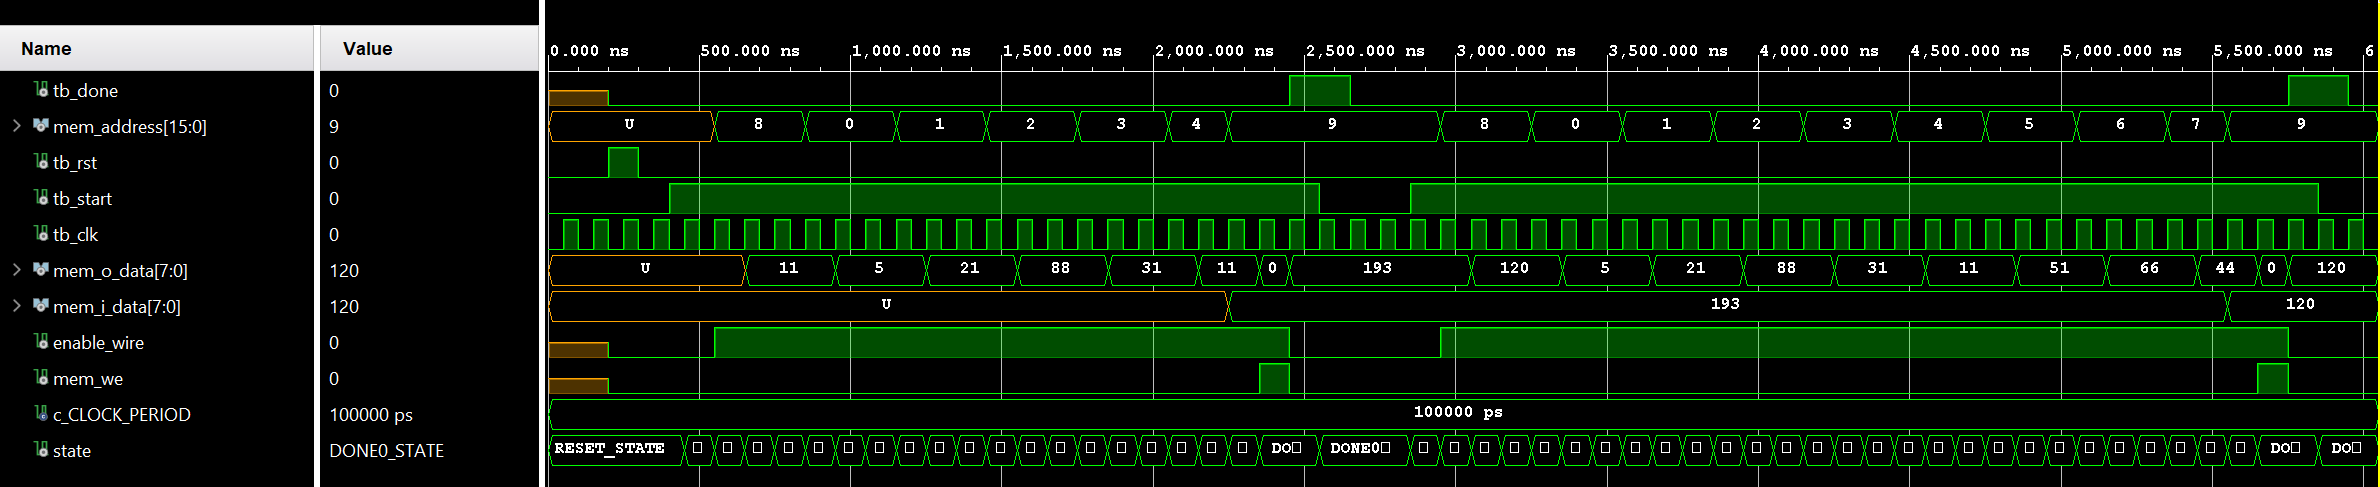 Name Value 0.000 ns 500.000 ns 1,000.000 ns 1,500.000 ns 2,000.000 ns 2,500.000 ns 3,000.000 ns 3,500.000 ns 4,000.000 ns 4,500.000 ns 5,000.000 ns 5,500.000 ns 6
tb_done 0
mem_address[15:0] 9 U 8 0 1 2 3 4 9 8 0 1 2 3 4 5 6 7 9
tb_rst 0
tb_start 0
tb_clk 0
mem_o_data[7:0] 120 U 11 5 21 88 31 11 0 193 120 5 21 88 31 11 51 66 44 0 120
mem_i_data[7:0] 120 U 193 120
enable_wire 0
mem_we 0
c_CLOCK_PERIOD 100000 ps 100000 ps
state DONE0_STATE RESET_STATE DO DONE0 DO DO